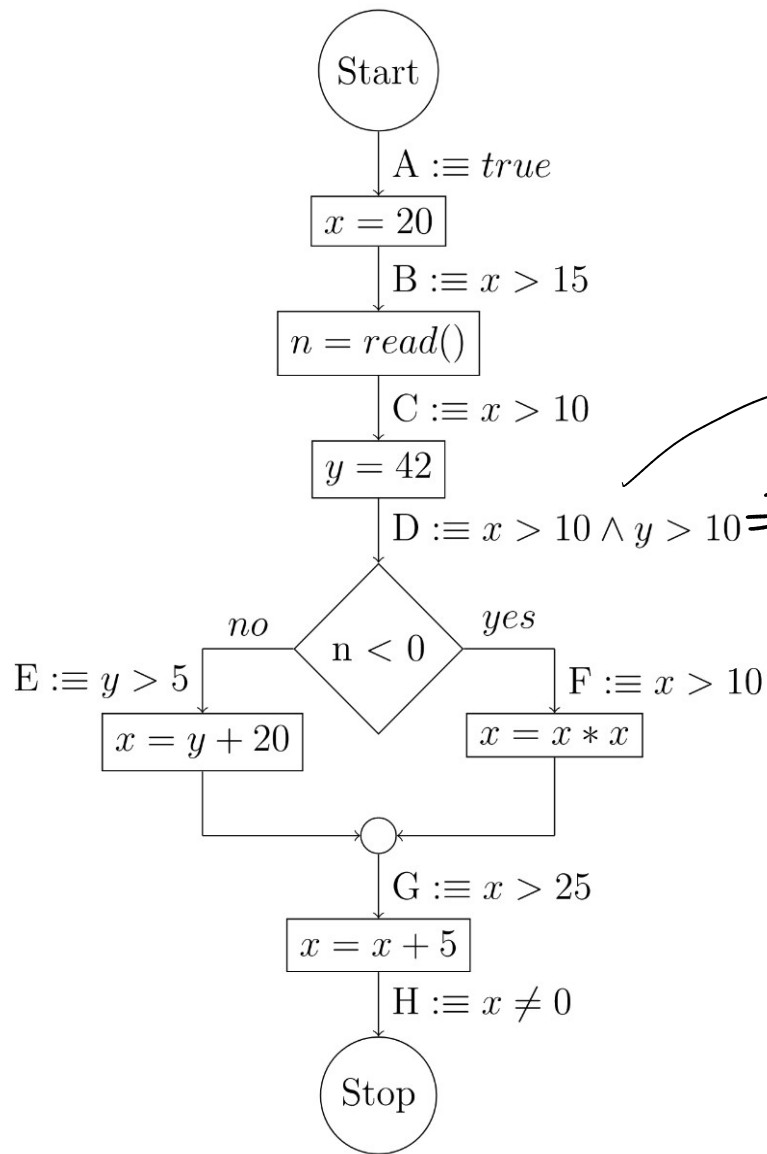 Start
A :≡ true
x = 20
B :≡ x > 15
n = read()
C :≡ x > 10
y = 42
D :≡ x > 10 ∧ y > 10 =
no
yes
n < 0
E :≡ y > 5
F :≡ x > 10
x = y + 20
x = x ∗ x
G :≡ x > 25
x = x + 5
H :≡ x ≠ 0
Stop